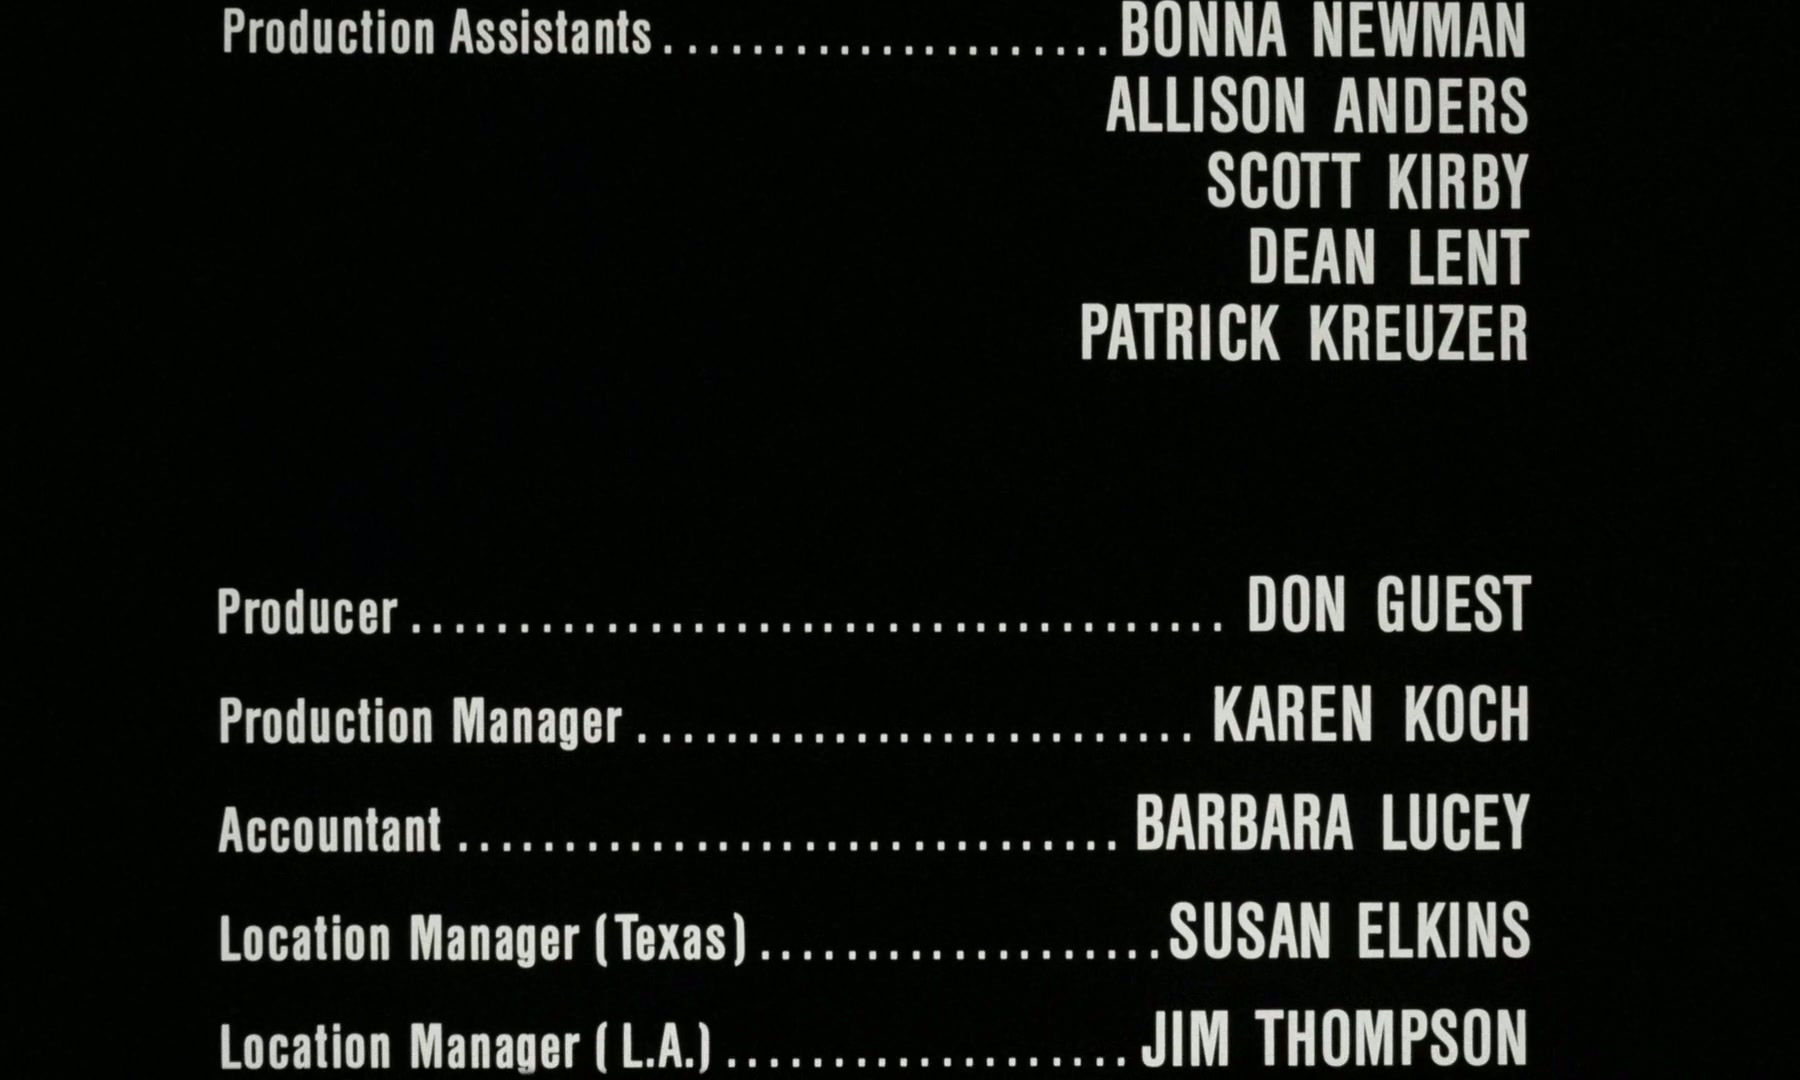 Production Assistants.....................BONNA NEWMAN
ALLISON ANDERS
SCOTT KIRBY
DEAN LENT
PATRICK KREUZER
Producer...................................... DON GUEST
Production Manager.......................... KAREN KOCH
Accountant............................... BARBARA LUCEY
Location Manager (Texas)...................SUSAN ELKINS
Location Manager (L.A.)...................JIM THOMPSON